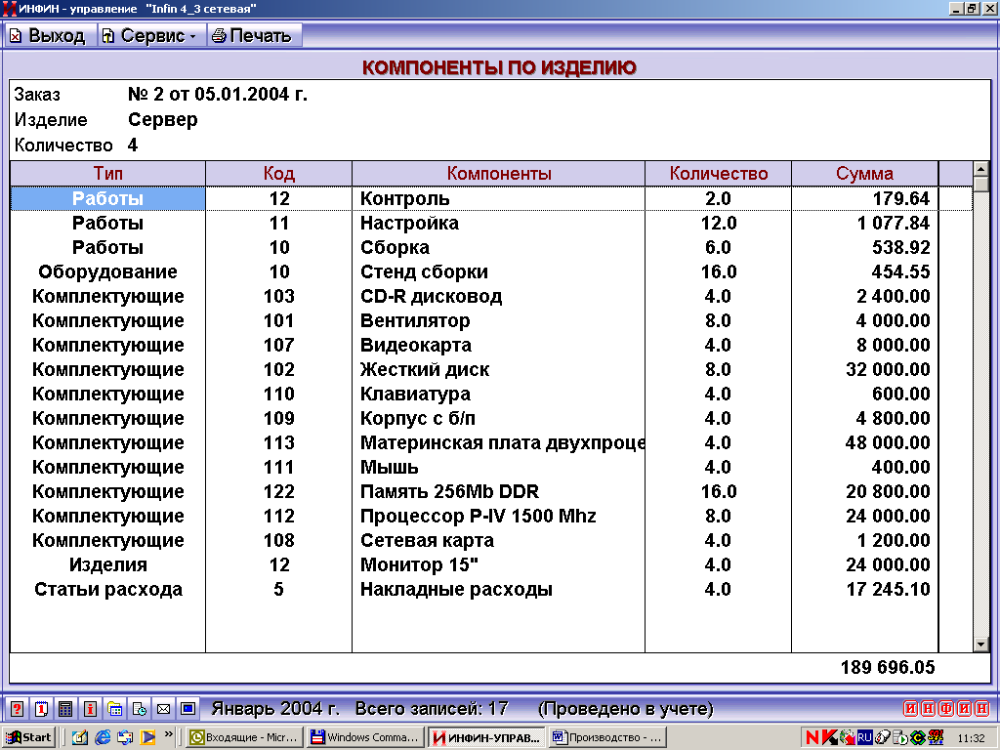 ИНФИН - управление "Infin 4_3 сетевая"
Выход Сервис Печать
КОМПОНЕНТЫ ПО ИЗДЕЛИЮ
Заказ № 2 от 05.01.2004 г.
Изделие Сервер
Количество 4
Тип Код Компоненты Количество Сумма
Работы 12 Контроль 2.0 179.64
Работы 11 Настройка 12.0 1 077.84
Работы 10 Сборка 6.0 538.92
Оборудование 10 Стенд сборки 16.0 454.55
Комплектующие 103 CD-R дисковод 4.0 2 400.00
Комплектующие 101 Вентилятор 8.0 4 000.00
Комплектующие 107 Видеокарта 4.0 8 000.00
Комплектующие 102 Жесткий диск 8.0 32 000.00
Комплектующие 110 Клавиатура 4.0 600.00
Комплектующие 109 Корпус с б/п 4.0 4 800.00
Комплектующие 113 Материнская плата двухпроце 4.0 48 000.00
Комплектующие 111 Мышь 4.0 400.00
Комплектующие 122 Память 256Mb DDR 16.0 20 800.00
Комплектующие 112 Процессор P-IV 1500 Mhz 8.0 24 000.00
Комплектующие 108 Сетевая карта 4.0 1 200.00
Изделия 12 Монитор 15" 4.0 24 000.00
Статьи расхода 5 Накладные расходы 4.0 17 245.10
189 696.05
Январь 2004 г. Всего записей: 17 (Проведено в учете) ИНФИН
Start » Входящие - Micr... Windows Comma... ИНФИН-УПРАВ... Производство - ... RU 11:32